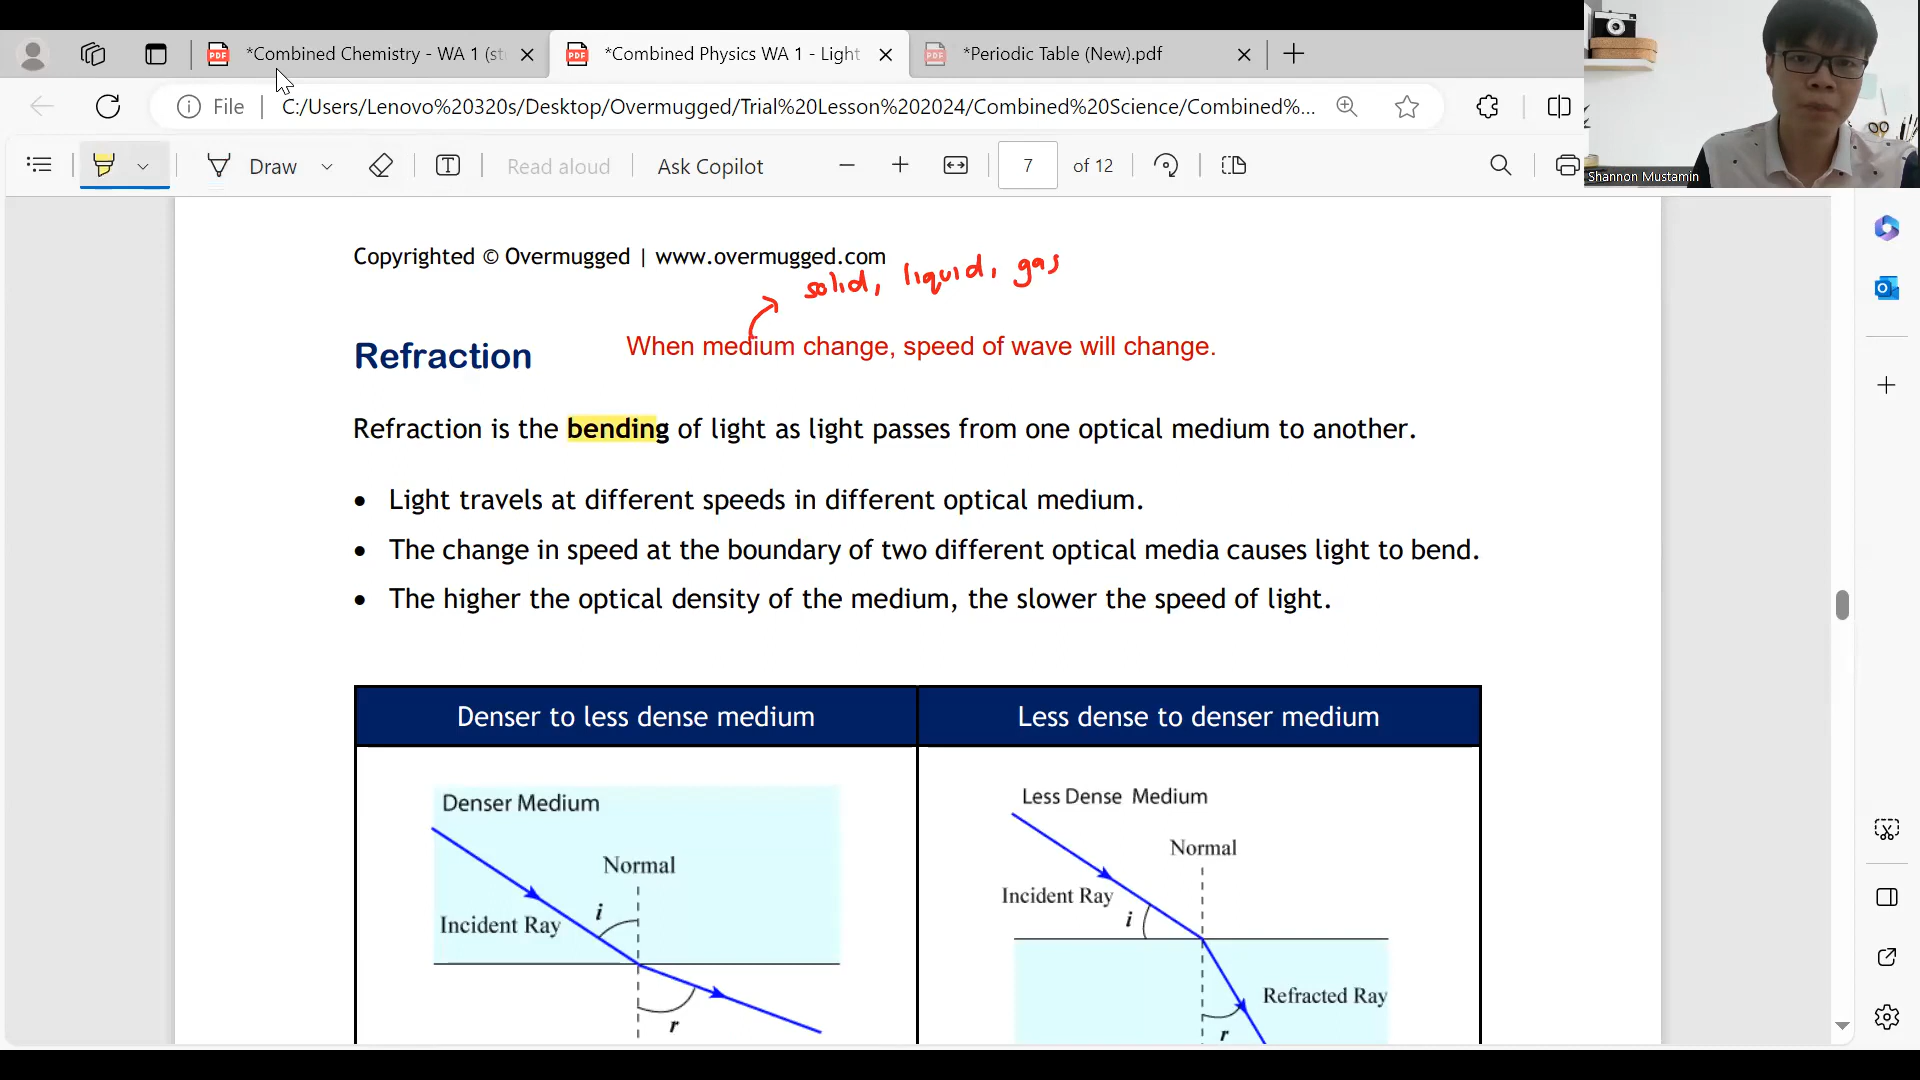 *Combined Chemistry - WA 1 (st
*Combined Physics WA 1 - Light
*Periodic Table (New).pdf
File
C:/Users/Lenovo%20320s/Desktop/Overmugged/Trial%20Lesson%202024/Combined%20Science/Combined%...
Draw
Read aloud
Ask Copilot
7 of 12
Shannon Mustamin
Copyrighted © Overmugged | www.overmugged.com
solid, liquid, gas
Refraction
When medium change, speed of wave will change.
Refraction is the bending of light as light passes from one optical medium to another.
• Light travels at different speeds in different optical medium.
• The change in speed at the boundary of two different optical media causes light to bend.
• The higher the optical density of the medium, the slower the speed of light.
Denser to less dense medium
Less dense to denser medium
Denser Medium
Normal
i
Incident Ray
r
Less Dense Medium
Normal
Incident Ray
i
Refracted Ray
r